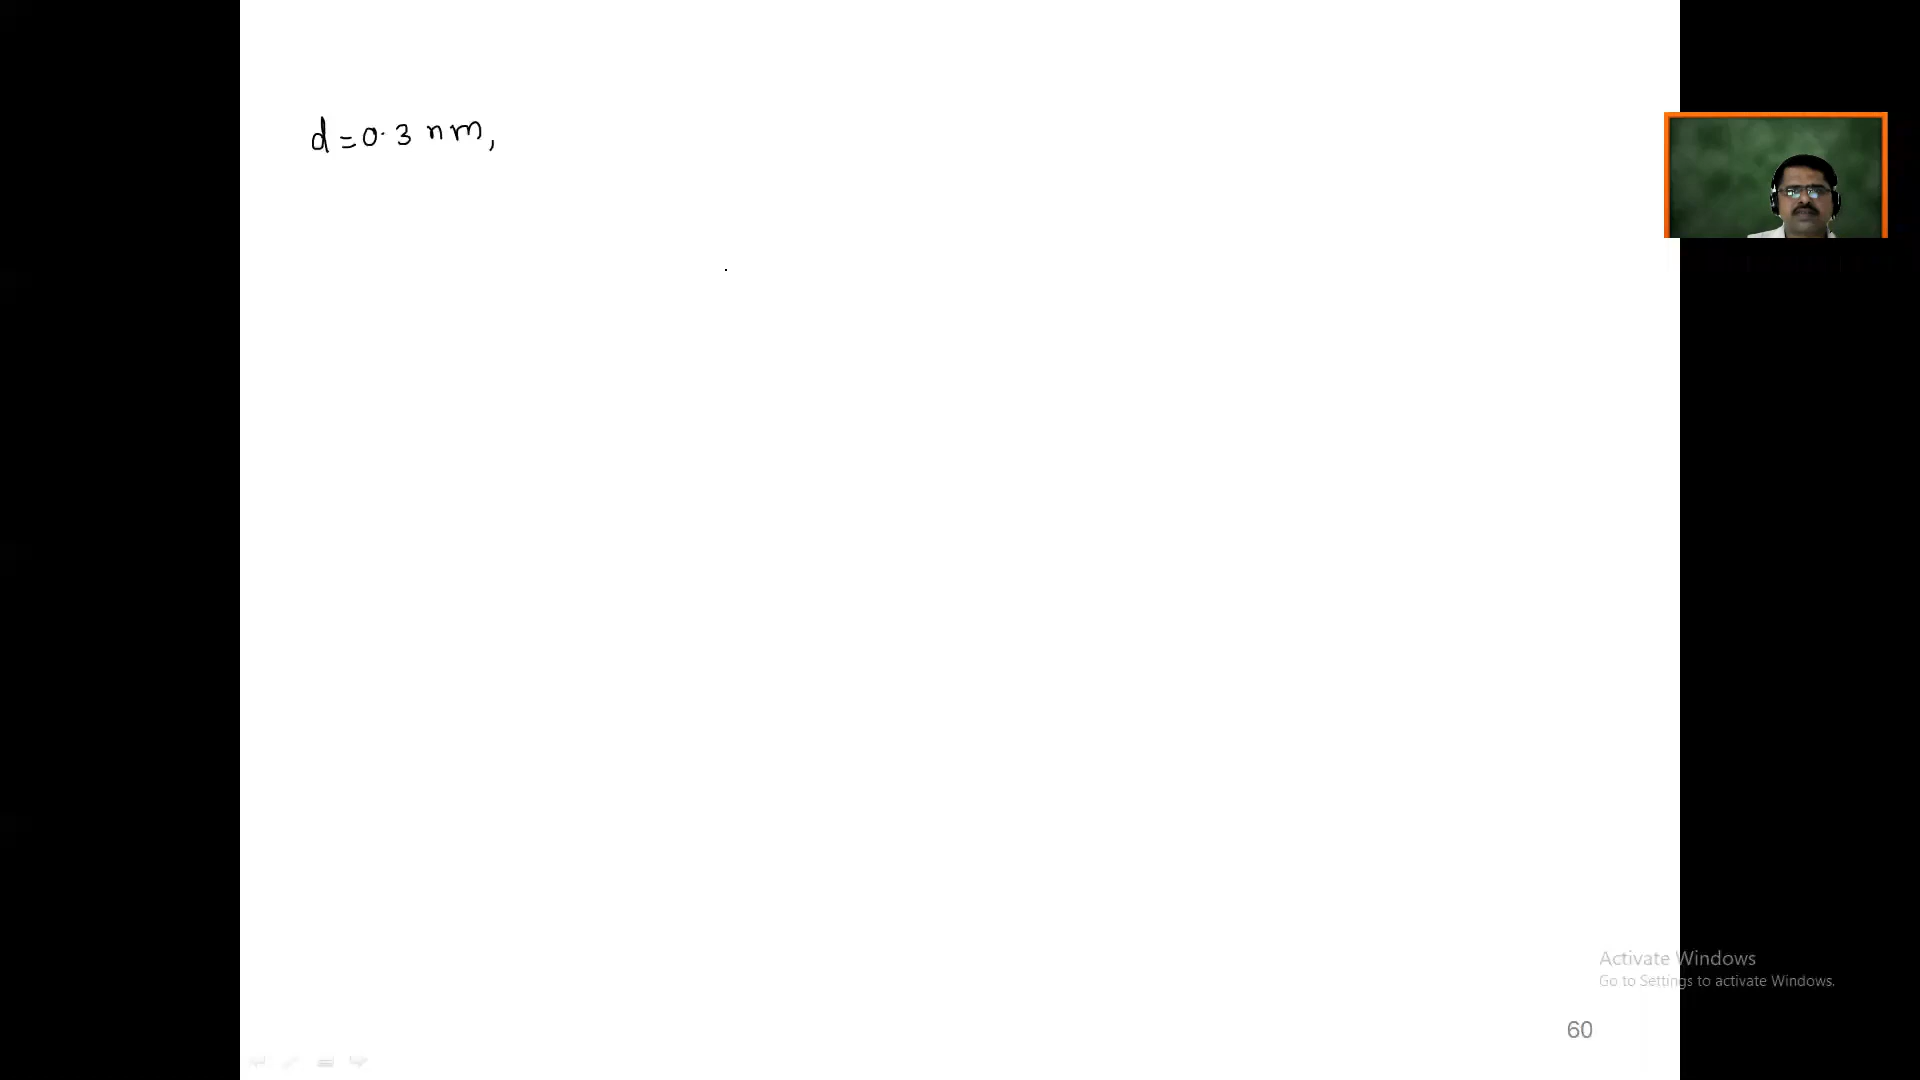 d = 0.3 nm,
Activate Windows
Go to Settings to activate Windows.
60